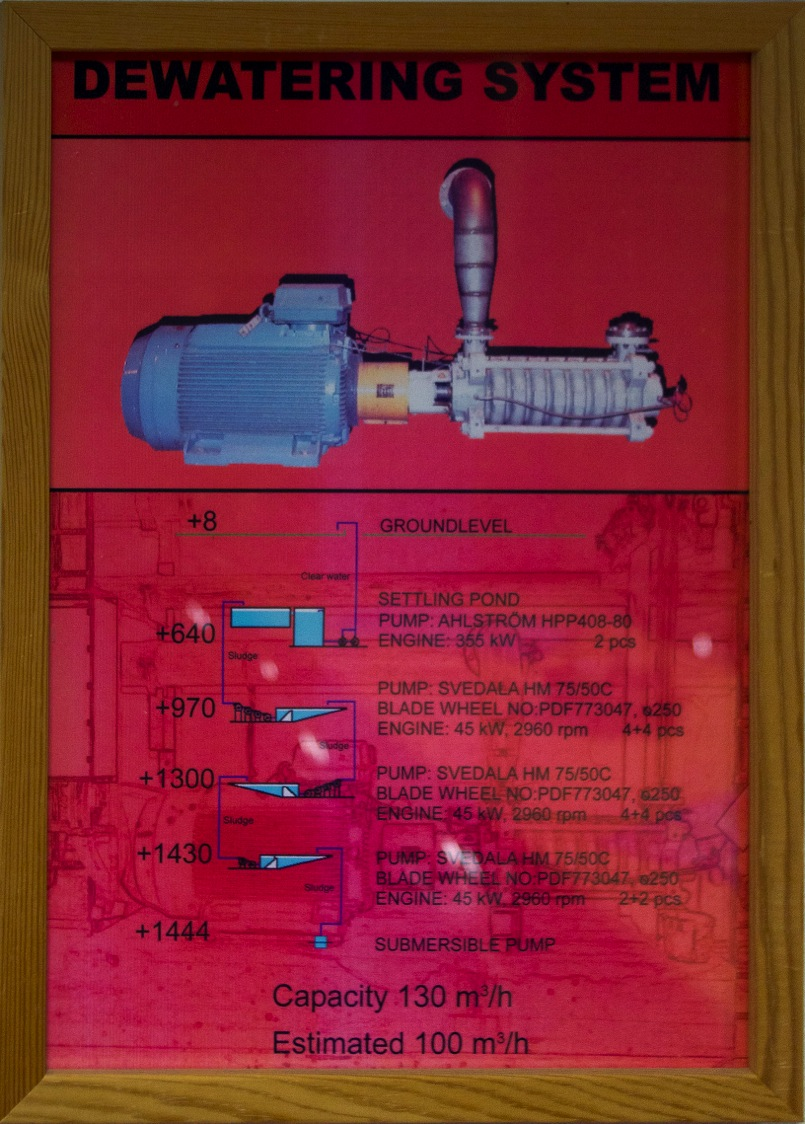 DEWATERING SYSTEM
+8
GROUNDLEVEL
Clear water
SETTLING POND
+640
PUMP: AHLSTRÖM HPP408-80
ENGINE: 355 kW 2 pcs
Sludge
PUMP: SVEDALA HM 75/50C
+970
BLADE WHEEL NO:PDF773047, ø250
ENGINE: 45 kW, 2960 rpm 4+4 pcs
Sludge
+1300
PUMP: SVEDALA HM 75/50C
BLADE WHEEL NO:PDF773047, ø250
ENGINE: 45 kW, 2960 rpm 4+4 pcs
Sludge
+1430
PUMP: SVEDALA HM 75/50C
BLADE WHEEL NO:PDF773047, ø250
ENGINE: 45 kW, 2960 rpm 2+2 pcs
Sludge
+1444
SUBMERSIBLE PUMP
Capacity 130 m³/h
Estimated 100 m³/h